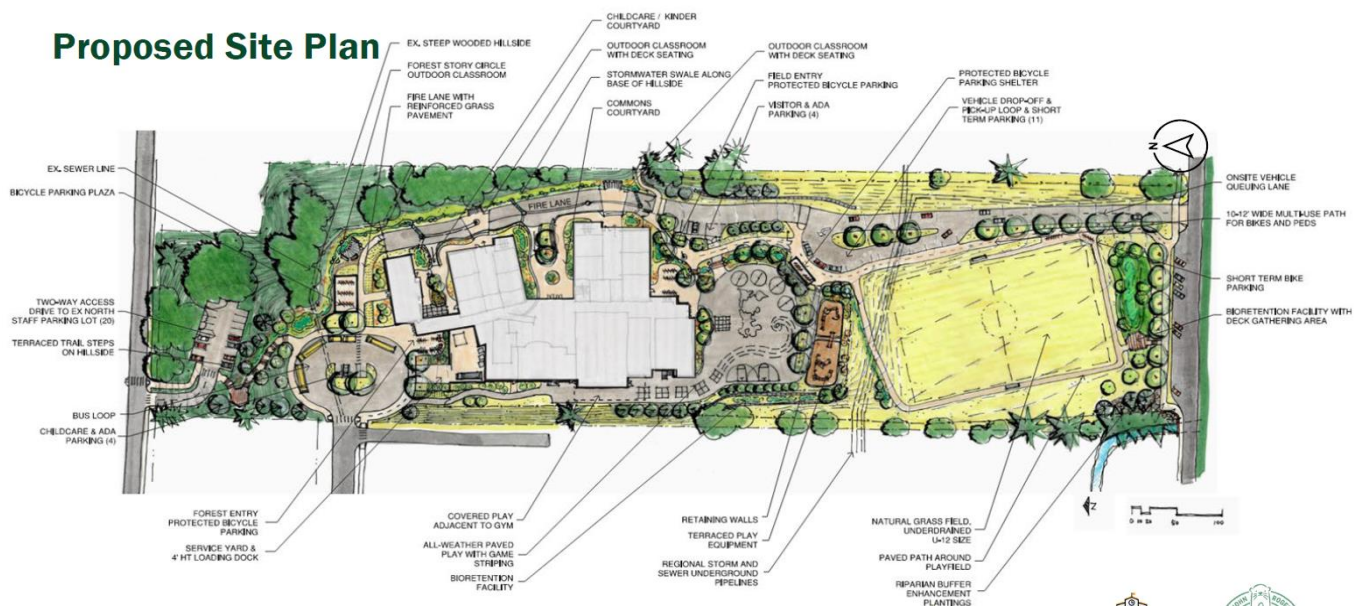 Proposed Site Plan
EX. STEEP WOODED HILLSIDE
FOREST STORY CIRCLE
OUTDOOR CLASSROOM
FIRE LANE WITH
REINFORCED GRASS
PAVEMENT
CHILDCARE / KINDER
COURTYARD
OUTDOOR CLASSROOM
WITH DECK SEATING
STORMWATER SWALE ALONG
BASE OF HILLSIDE
COMMONS
COURTYARD
OUTDOOR CLASSROOM
WITH DECK SEATING
FIELD ENTRY
PROTECTED BICYCLE PARKING
VISITOR & ADA
PARKING (4)
PROTECTED BICYCLE
PARKING SHELTER
VEHICLE DROP-OFF &
PICK-UP LOOP & SHORT
TERM PARKING (11)
N
EX. SEWER LINE
BICYCLE PARKING PLAZA
TWO-WAY ACCESS
DRIVE TO EX NORTH
STAFF PARKING LOT (20)
TERRACED TRAIL STEPS
ON HILLSIDE
BUS LOOP
CHILDCARE & ADA
PARKING (4)
FIRE LANE
ONSITE VEHICLE
QUEUING LANE
10-12' WIDE MULTI-USE PATH
FOR BIKES AND PEDS
SHORT TERM BIKE
PARKING
BIORETENTION FACILITY WITH
DECK GATHERING AREA
FOREST ENTRY
PROTECTED BICYCLE
PARKING
SERVICE YARD &
4' HT LOADING DOCK
COVERED PLAY
ADJACENT TO GYM
ALL-WEATHER PAVED
PLAY WITH GAME
STRIPING
BIORETENTION
FACILITY
RETAINING WALLS
TERRACED PLAY
EQUIPMENT
REGIONAL STORM AND
SEWER UNDERGROUND
PIPELINES
NATURAL GRASS FIELD,
UNDERDRAINED
U-12 SIZE
PAVED PATH AROUND
PLAYFIELD
RIPARIAN BUFFER
ENHANCEMENT
PLANTINGS
N
50 100
JOHN